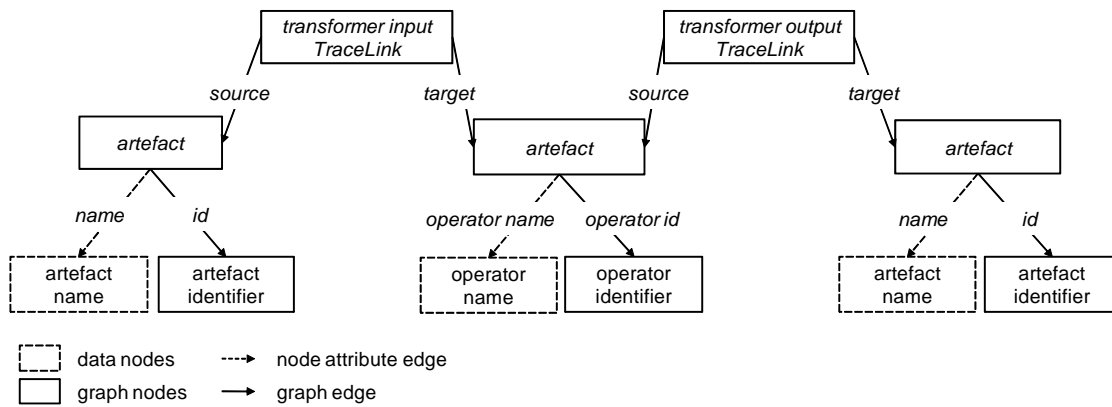 transformer input
TraceLink
transformer output
TraceLink
source
target
source
target
artefact
artefact
artefact
name
id
operator name
operator id
name
id
artefact
name
artefact
identifier
operator
name
operator
identifier
artefact
name
artefact
identifier
data nodes
node attribute edge
graph nodes
graph edge